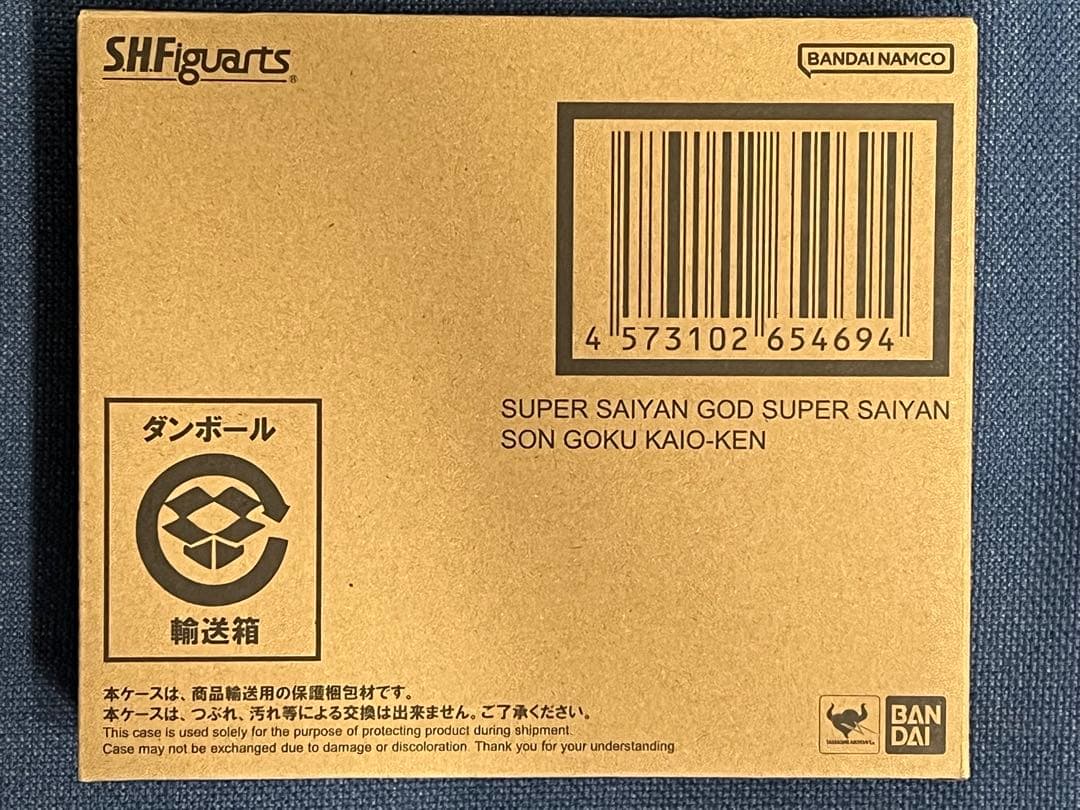 S.H.Figuarts®
BANDAI NAMCO
4 573102 654694
SUPER SAIYAN GOD SUPER SAIYAN
SON GOKU KAIO-KEN
ダンボール
輸送箱
本ケースは、商品輸送用の保護梱包材です。
本ケースは、つぶれ、汚れ等による交換は出来ません。ご了承ください。
This case is used solely for the purpose of protecting product during shipment.
Case may not be exchanged due to damage or discoloration. Thank you for your understanding.
BAN
DAI